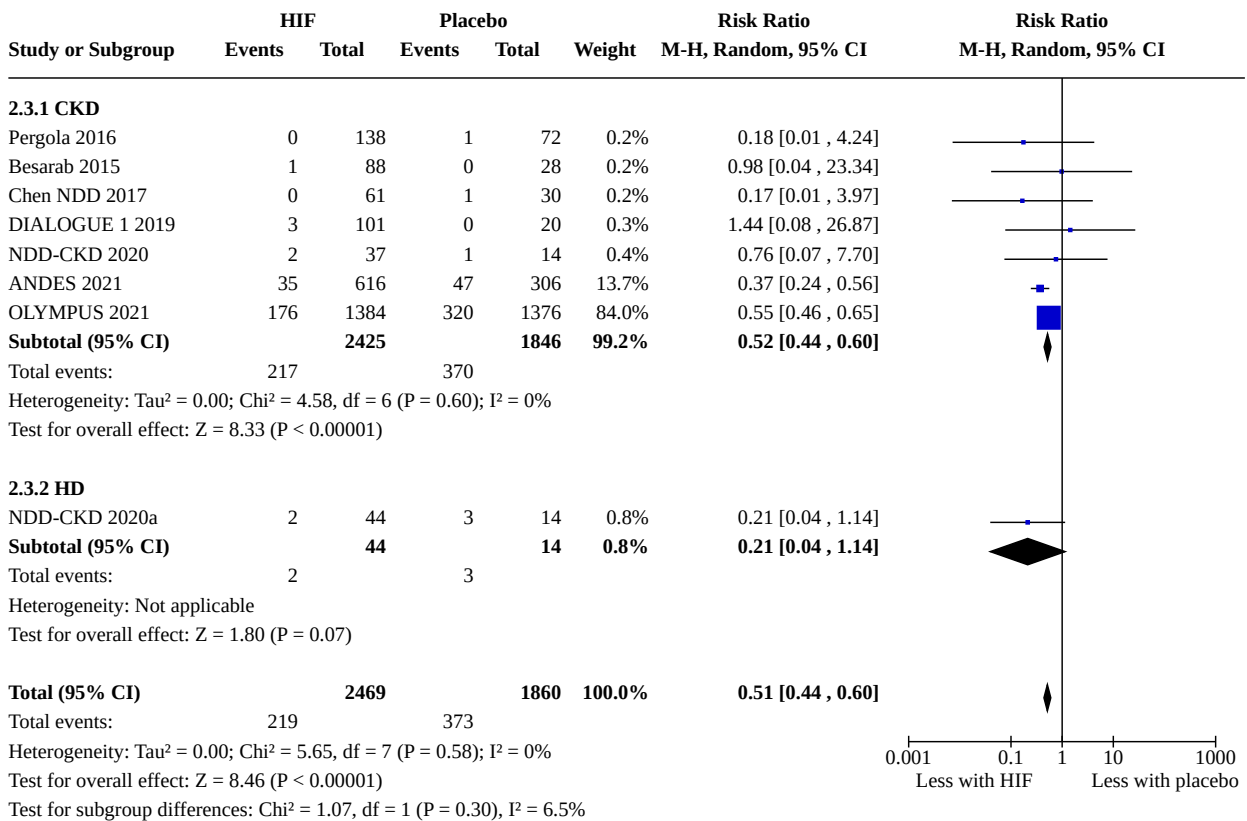 HIF Placebo Risk Ratio Risk Ratio
Study or Subgroup Events Total Events Total Weight M-H, Random, 95% CI M-H, Random, 95% CI
2.3.1 CKD
Pergola 2016 0 138 1 72 0.2% 0.18 [0.01 , 4.24]
Besarab 2015 1 88 0 28 0.2% 0.98 [0.04 , 23.34]
Chen NDD 2017 0 61 1 30 0.2% 0.17 [0.01 , 3.97]
DIALOGUE 1 2019 3 101 0 20 0.3% 1.44 [0.08 , 26.87]
NDD-CKD 2020 2 37 1 14 0.4% 0.76 [0.07 , 7.70]
ANDES 2021 35 616 47 306 13.7% 0.37 [0.24 , 0.56]
OLYMPUS 2021 176 1384 320 1376 84.0% 0.55 [0.46 , 0.65]
Subtotal (95% CI) 2425 1846 99.2% 0.52 [0.44 , 0.60]
Total events: 217 370
Heterogeneity: Tau² = 0.00; Chi² = 4.58, df = 6 (P = 0.60); I² = 0%
Test for overall effect: Z = 8.33 (P < 0.00001)
2.3.2 HD
NDD-CKD 2020a 2 44 3 14 0.8% 0.21 [0.04 , 1.14]
Subtotal (95% CI) 44 14 0.8% 0.21 [0.04 , 1.14]
Total events: 2 3
Heterogeneity: Not applicable
Test for overall effect: Z = 1.80 (P = 0.07)
Total (95% CI) 2469 1860 100.0% 0.51 [0.44 , 0.60]
Total events: 219 373
Heterogeneity: Tau² = 0.00; Chi² = 5.65, df = 7 (P = 0.58); I² = 0%
Test for overall effect: Z = 8.46 (P < 0.00001)
Test for subgroup differences: Chi² = 1.07, df = 1 (P = 0.30), I² = 6.5%
0.001 0.1 1 10 1000
Less with HIF Less with placebo